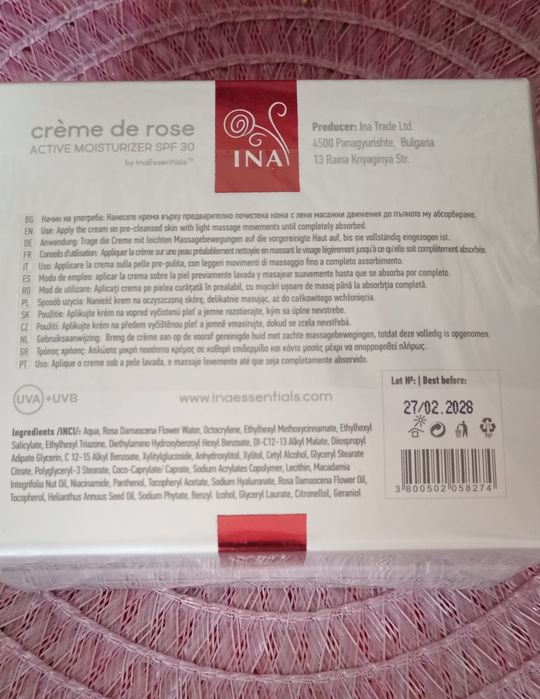 crème de rose
ACTIVE MOISTURIZER SPF 30
by InaEssentials™
INA
Producer: Ina Trade Ltd.
4500 Panagyurishte, Bulgaria
13 Raina Knyaginya Str.
BG Начин на употреба: Нанесете крема върху предварително почистена кожа с леки масажни движения до пълното му абсорбиране.
EN Use: Apply the cream on pre-cleansed skin with light massage movements until completely absorbed.
DE Anwendung: Trage die Creme mit leichten Massagebewegungen auf die vorgereinigte Haut auf, bis sie vollständig eingezogen ist.
FR Conseils d'utilisation: Appliquer la crème sur une peau préalablement nettoyée en massant le visage légèrement jusqu'à ce qu'elle soit complètement absorbée.
IT Uso: Applicare la crema sulla pelle pre-pulita, con leggeri movimenti di massaggio fino a completo assorbimento.
ES Modo de empleo: aplicar la crema sobre la piel previamente lavada y masajear suavemente hasta que se absorba por completo.
RO Mod de utilizare: Aplicați crema pe pielea curățată în prealabil, cu mișcări ușoare de masaj până la absorbția completă.
PL Sposób użycia: Nanieść krem na oczyszczoną skórę, delikatnie masując, aż do całkowitego wchłonięcia.
SK Použitie: Aplikujte krém na vopred vyčistenú pleť a jemne rozotierajte, kým sa úplne nevstrebe.
CZ Použití: Aplikujte krém na předem vyčištěnou pleť a jemně vmasírujte, dokud se zcela nevstřebá.
NL Gebruiksaanwijzing: Breng de crème aan op de vooraf gereinigde huid met zachte massagebewegingen, totdat deze volledig is opgenomen.
GR Τρόπος χρήσης: Απλώστε μικρή ποσότητα κρέμας σε καθαρή επιδερμίδα και κάντε μασάζ μέχρι να απορροφηθεί πλήρως.
PT Uso: Aplique o creme sob a pele lavada, e massaje levemente até que seja completamente absorvido.
UVA +UVB
www.inaessentials.com
Lot №: | Best before:
27/02.2028
Ingredients /INCI/: Aqua, Rosa Damascena Flower Water, Octocrylene, Ethylhexyl Methoxycinnamate, Ethylhexyl
Salicylate, Ethylhexyl Triazone, Diethylamino Hydroxybenzoyl Hexyl Benzoate, DI-C12-13 Alkyl Malate, Diiospropyl
Adipate Glycerin, C 12-15 Alkyl Benzoate, Xylitylglucoside, Anhydroxylitol, Xylitol, Cetyl Alcohol, Glyceryl Stearate
Citrate, Polyglyceryl-3 Stearate, Coco-Caprylate/ Caprate, Sodium Acrylates Copolymer, Lecithin, Macadamia
Integrifolia Nut Oil, Niacinamide, Panthenol, Tocopheryl Acetate, Sodium Hyaluronate, Rosa Damascena Flower Oil,
Tocopherol, Helianthus Annuus Seed Oil, Sodium Phytate, Benzyl lcohol, Glyceryl Laurate, Citronellol, Geraniol
PAP
3 800502 058274